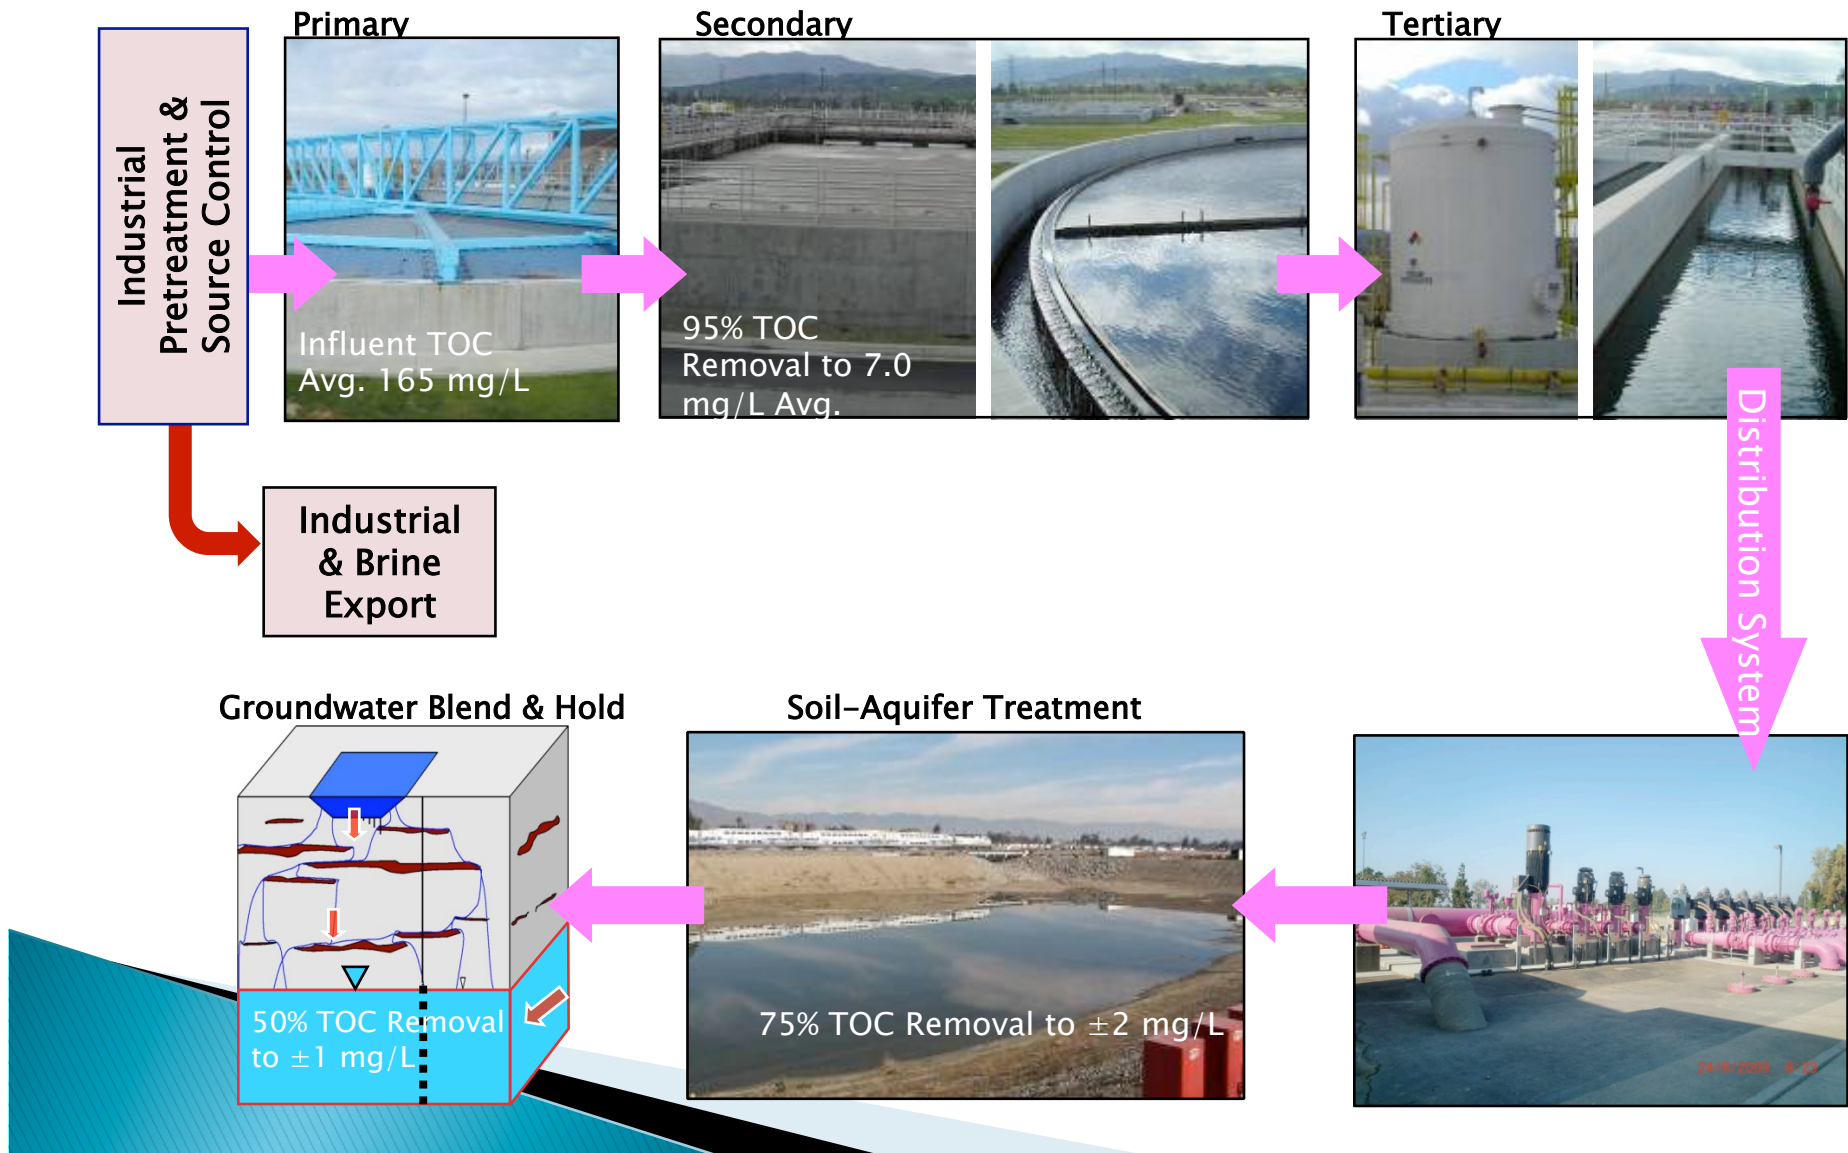 Primary
Secondary
Tertiary
Industrial
Pretreatment &
Source Control
Influent TOC
Avg. 165 mg/L
95% TOC
Removal to 7.0
mg/L Avg.
Distribution System
Industrial
& Brine
Export
Groundwater Blend & Hold
Soil-Aquifer Treatment
50% TOC Removal
to ±1 mg/L
75% TOC Removal to ±2 mg/L